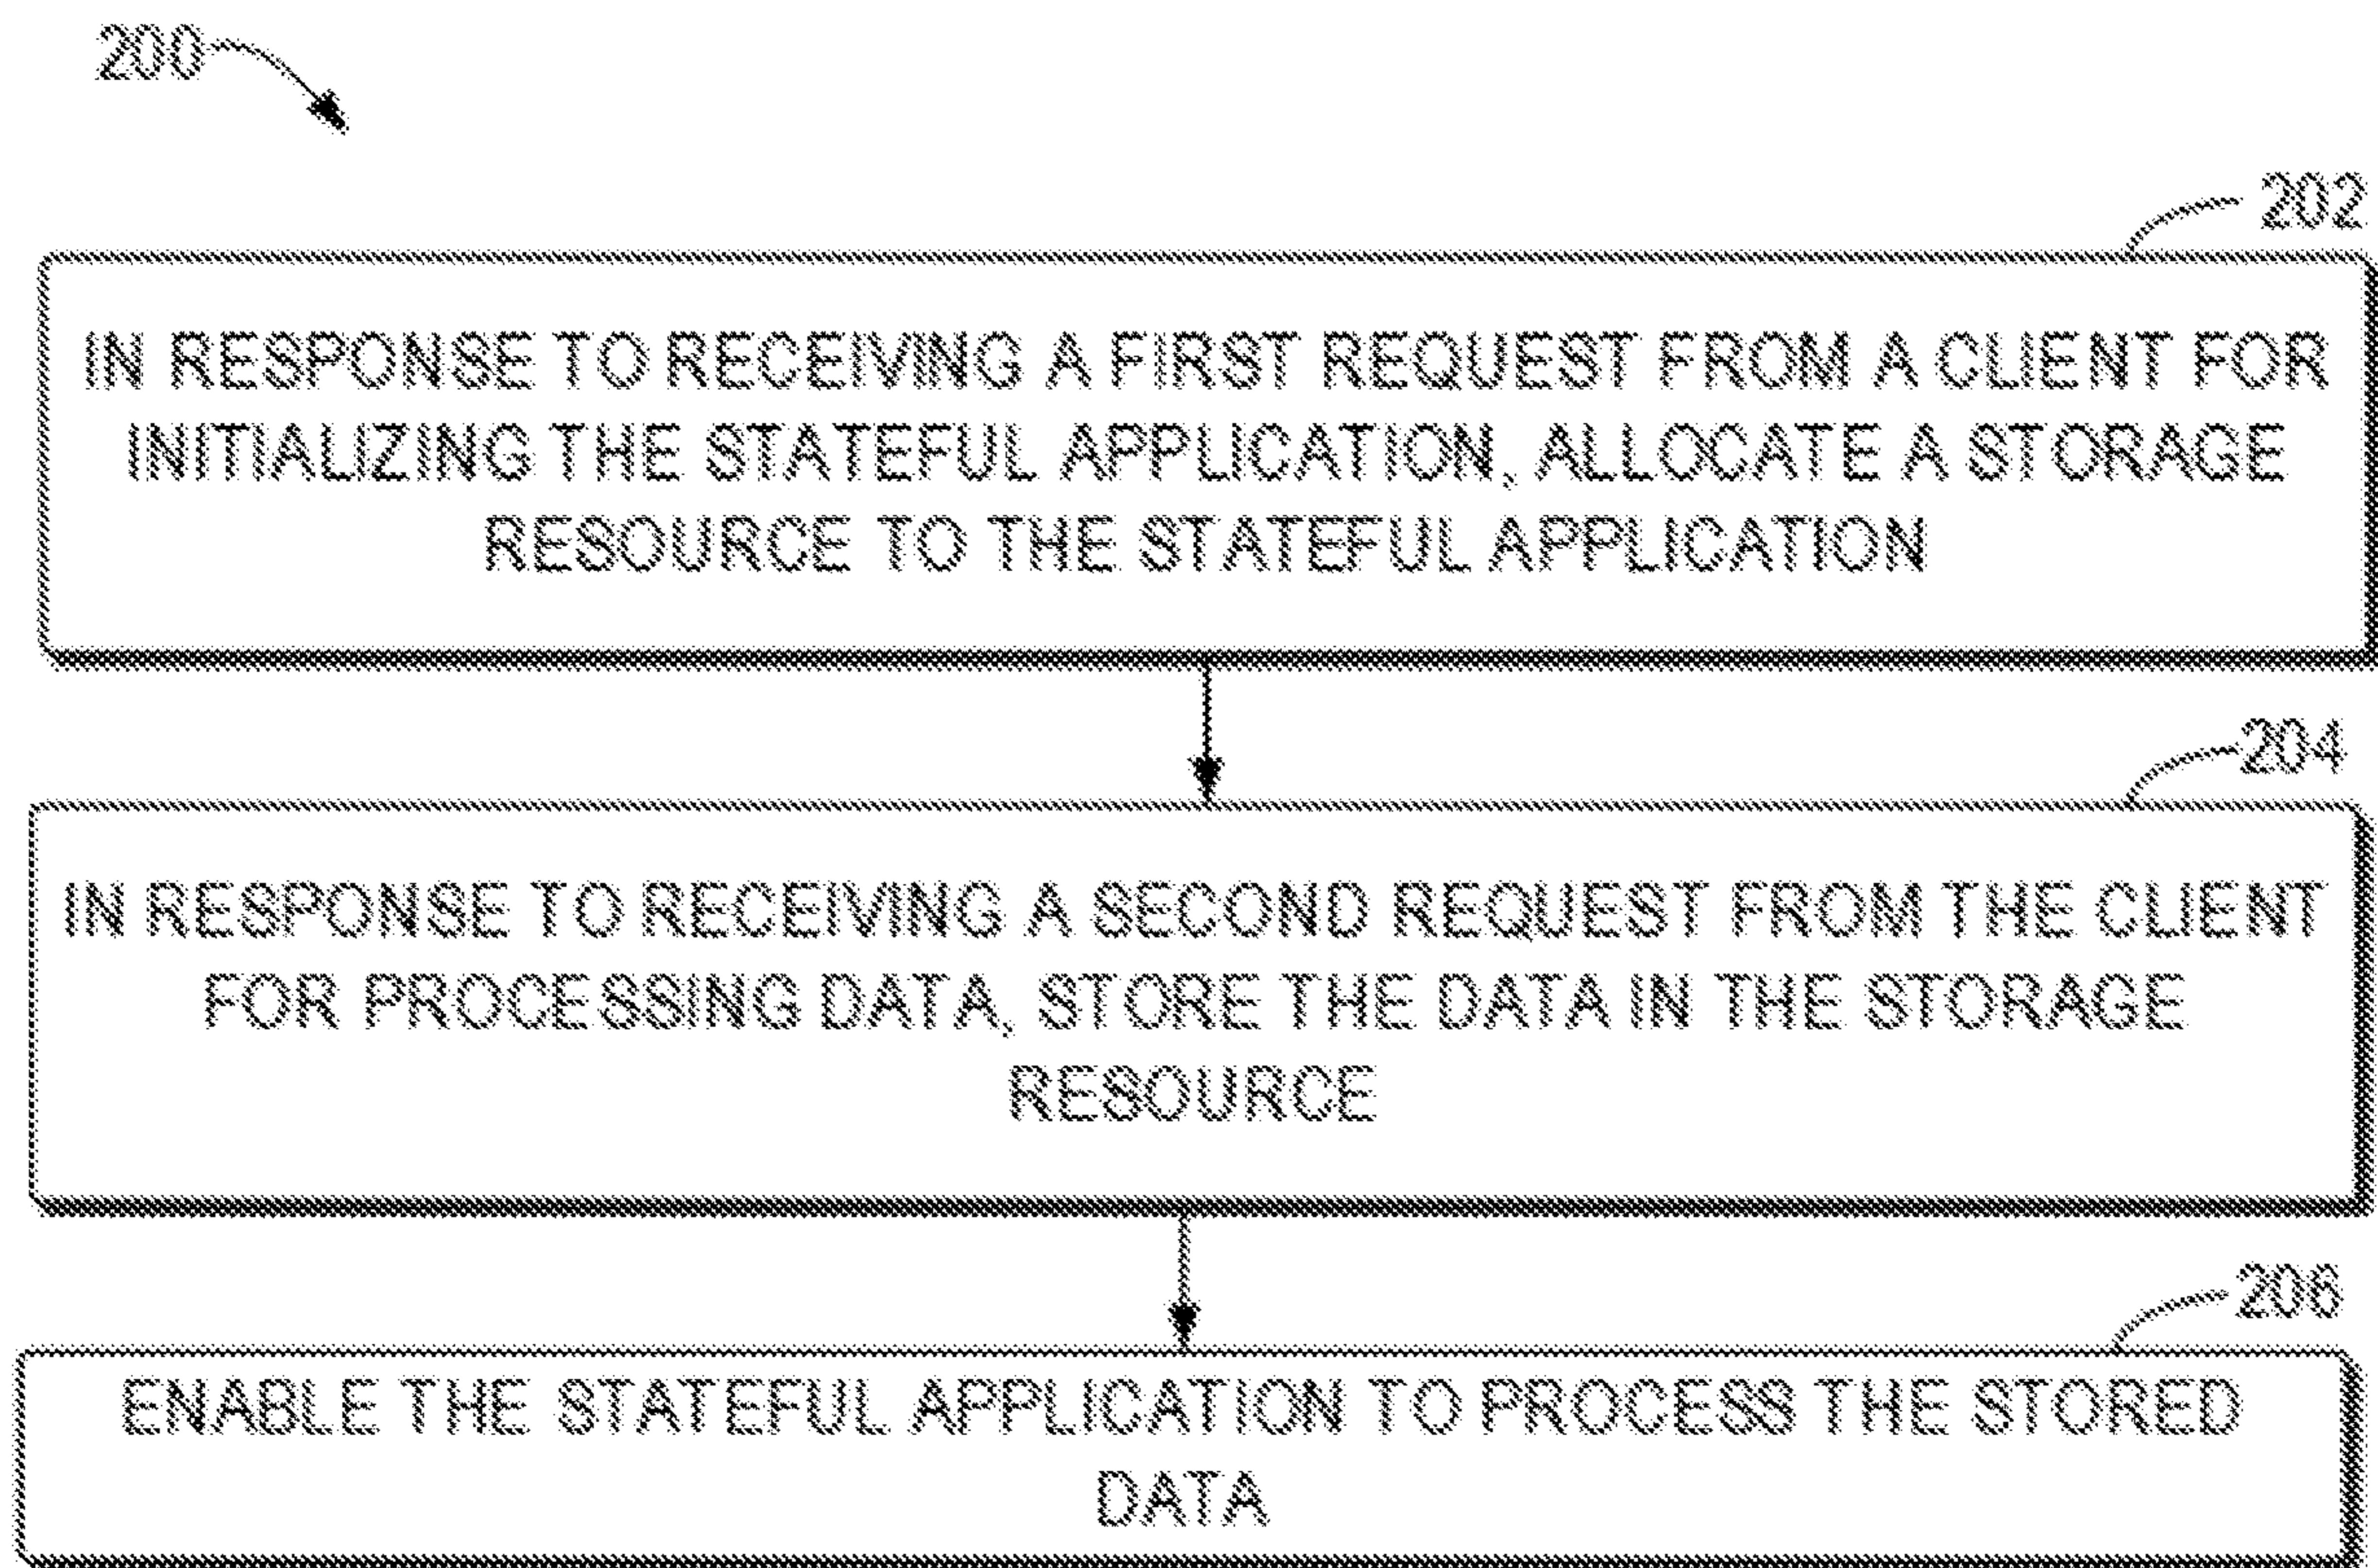 200
202
IN RESPONSE TO RECEIVING A FIRST REQUEST FROM A CLIENT FOR
INITIALIZING THE STATEFUL APPLICATION, ALLOCATE A STORAGE
RESOURCE TO THE STATEFUL APPLICATION
204
IN RESPONSE TO RECEIVING A SECOND REQUEST FROM THE CLIENT
FOR PROCESSING DATA, STORE THE DATA IN THE STORAGE
RESOURCE
206
ENABLE THE STATEFUL APPLICATION TO PROCESS THE STORED
DATA